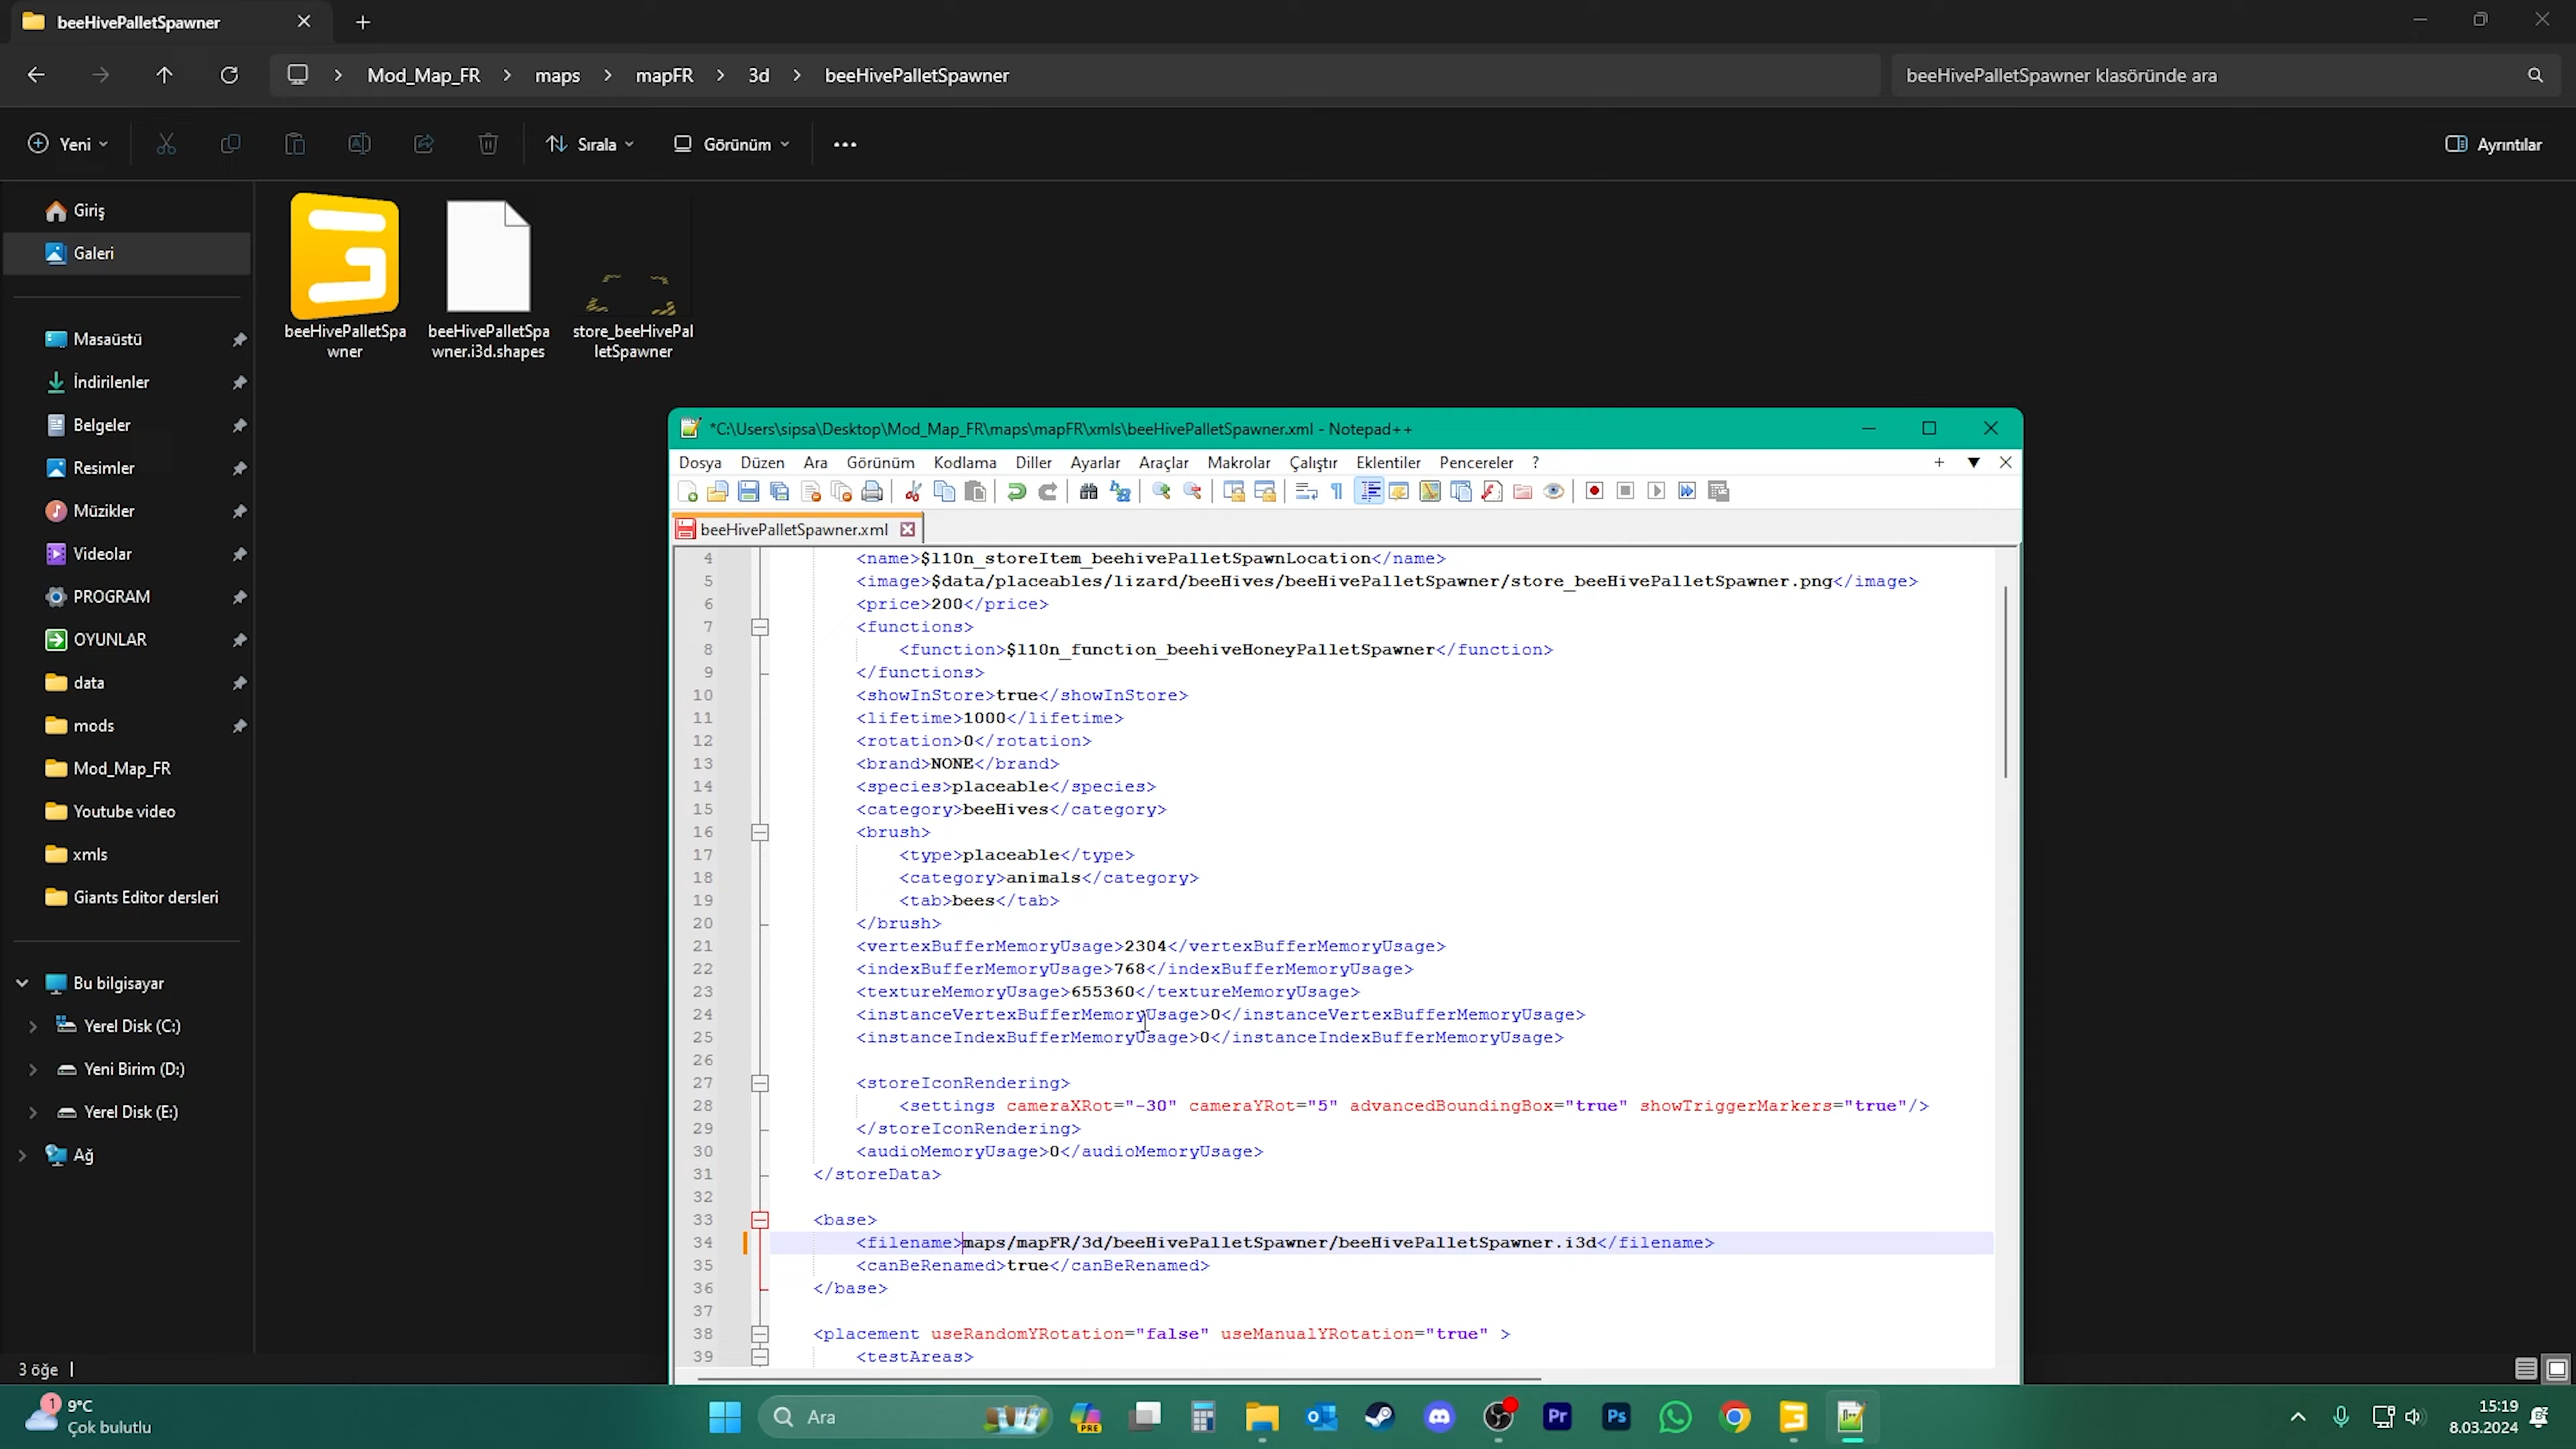 beeHivePalletSpawner
Mod_Map_FR > maps > mapFR > 3d > beeHivePalletSpawner
beeHivePalletSpawner klasöründe ara
Yeni
Sırala
Görünüm
Ayrıntılar
Giriş
Galeri
Masaüstü
İndirilenler
Belgeler
Resimler
Müzikler
Videolar
PROGRAM
OYUNLAR
data
mods
Mod_Map_FR
Youtube video
xmls
Giants Editor dersleri
Bu bilgisayar
Yerel Disk (C:)
Yeni Birim (D:)
Yerel Disk (E:)
Ağ
3 öğe
beeHivePalletSpa
wner
beeHivePalletSpa
wner.i3d.shapes
store_beeHivePal
letSpawner
*C:\Users\sipsa\Desktop\Mod_Map_FR\maps\mapFR\xmls\beeHivePalletSpawner.xml - Notepad++
Dosya Düzen Ara Görünüm Kodlama Diller Ayarlar Araçlar Makrolar Çalıştır Eklentiler Pencereler ?
beeHivePalletSpawner.xml
4 <name>$l10n_storeItem_beehivePalletSpawnLocation</name>
5 <image>$data/placeables/lizard/beeHives/beeHivePalletSpawner/store_beeHivePalletSpawner.png</image>
6 <price>200</price>
7 <functions>
8 <function>$l10n_function_beehiveHoneyPalletSpawner</function>
9 </functions>
10 <showInStore>true</showInStore>
11 <lifetime>1000</lifetime>
12 <rotation>0</rotation>
13 <brand>NONE</brand>
14 <species>placeable</species>
15 <category>beeHives</category>
16 <brush>
17 <type>placeable</type>
18 <category>animals</category>
19 <tab>bees</tab>
20 </brush>
21 <vertexBufferMemoryUsage>2304</vertexBufferMemoryUsage>
22 <indexBufferMemoryUsage>768</indexBufferMemoryUsage>
23 <textureMemoryUsage>655360</textureMemoryUsage>
24 <instanceVertexBufferMemoryUsage>0</instanceVertexBufferMemoryUsage>
25 <instanceIndexBufferMemoryUsage>0</instanceIndexBufferMemoryUsage>
26
27 <storeIconRendering>
28 <settings cameraXRot="-30" cameraYRot="5" advancedBoundingBox="true" showTriggerMarkers="true"/>
29 </storeIconRendering>
30 <audioMemoryUsage>0</audioMemoryUsage>
31 </storeData>
32
33 <base>
34 <filename>maps/mapFR/3d/beeHivePalletSpawner/beeHivePalletSpawner.i3d</filename>
35 <canBeRenamed>true</canBeRenamed>
36 </base>
37
38 <placement useRandomYRotation="false" useManualYRotation="true" >
39 <testAreas>
1
9°C
Çok bulutlu
Ara
PRE
Pr
Ps
15:19
8.03.2024